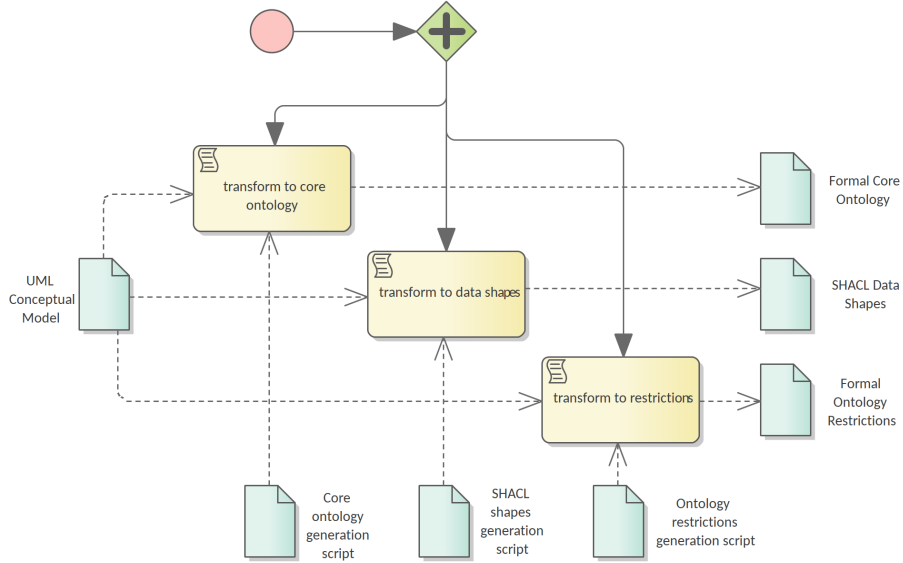 transform to core
ontology
Formal Core
Ontology
UML
Conceptual
Model
transform to data shapes
SHACL Data
Shapes
transform to restrictions
Formal
Ontology
Restrictions
Core
ontology
generation
script
SHACL
shapes
generation
script
Ontology
restrictions
generation script